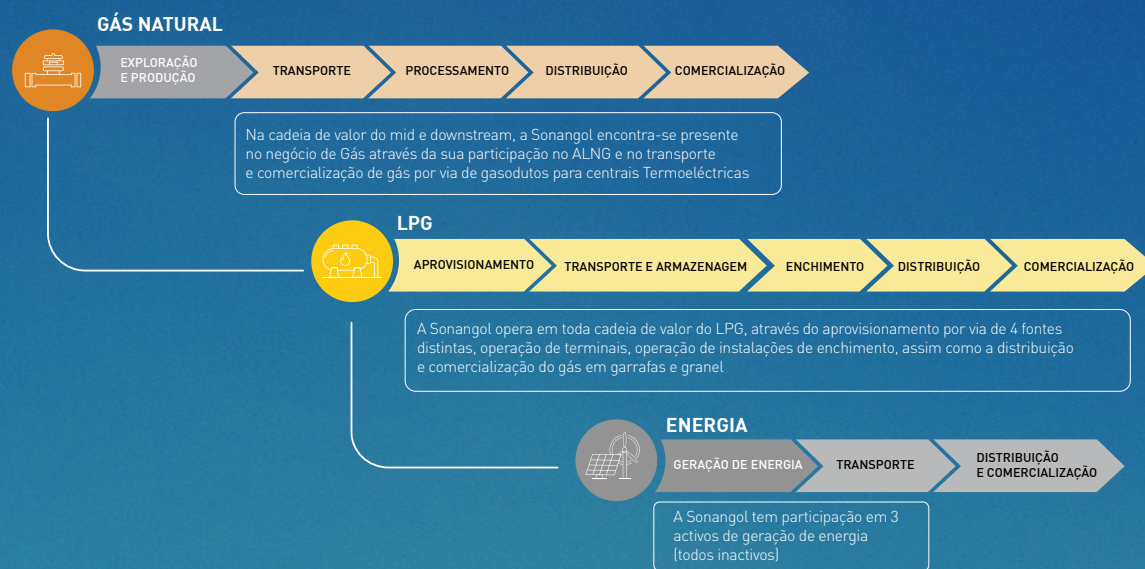 GÁS NATURAL
EXPLORAÇÃO
E PRODUÇÃO
TRANSPORTE
PROCESSAMENTO
DISTRIBUIÇÃO
COMERCIALIZAÇÃO
Na cadeia de valor do mid e downstream, a Sonangol encontra-se presente
no negócio de Gás através da sua participação no ALNG e no transporte
e comercialização de gás por via de gasodutos para centrais Termoeléctricas
LPG
APROVISIONAMENTO
TRANSPORTE E ARMAZENAGEM
ENCHIMENTO
DISTRIBUIÇÃO
COMERCIALIZAÇÃO
A Sonangol opera em toda cadeia de valor do LPG, através do aprovisionamento por via de 4 fontes
distintas, operação de terminais, operação de instalações de enchimento, assim como a distribuição
e comercialização do gás em garrafas e granel
ENERGIA
GERAÇÃO DE ENERGIA
TRANSPORTE
DISTRIBUIÇÃO
E COMERCIALIZAÇÃO
A Sonangol tem participação em 3
activos de geração de energia
(todos inactivos)